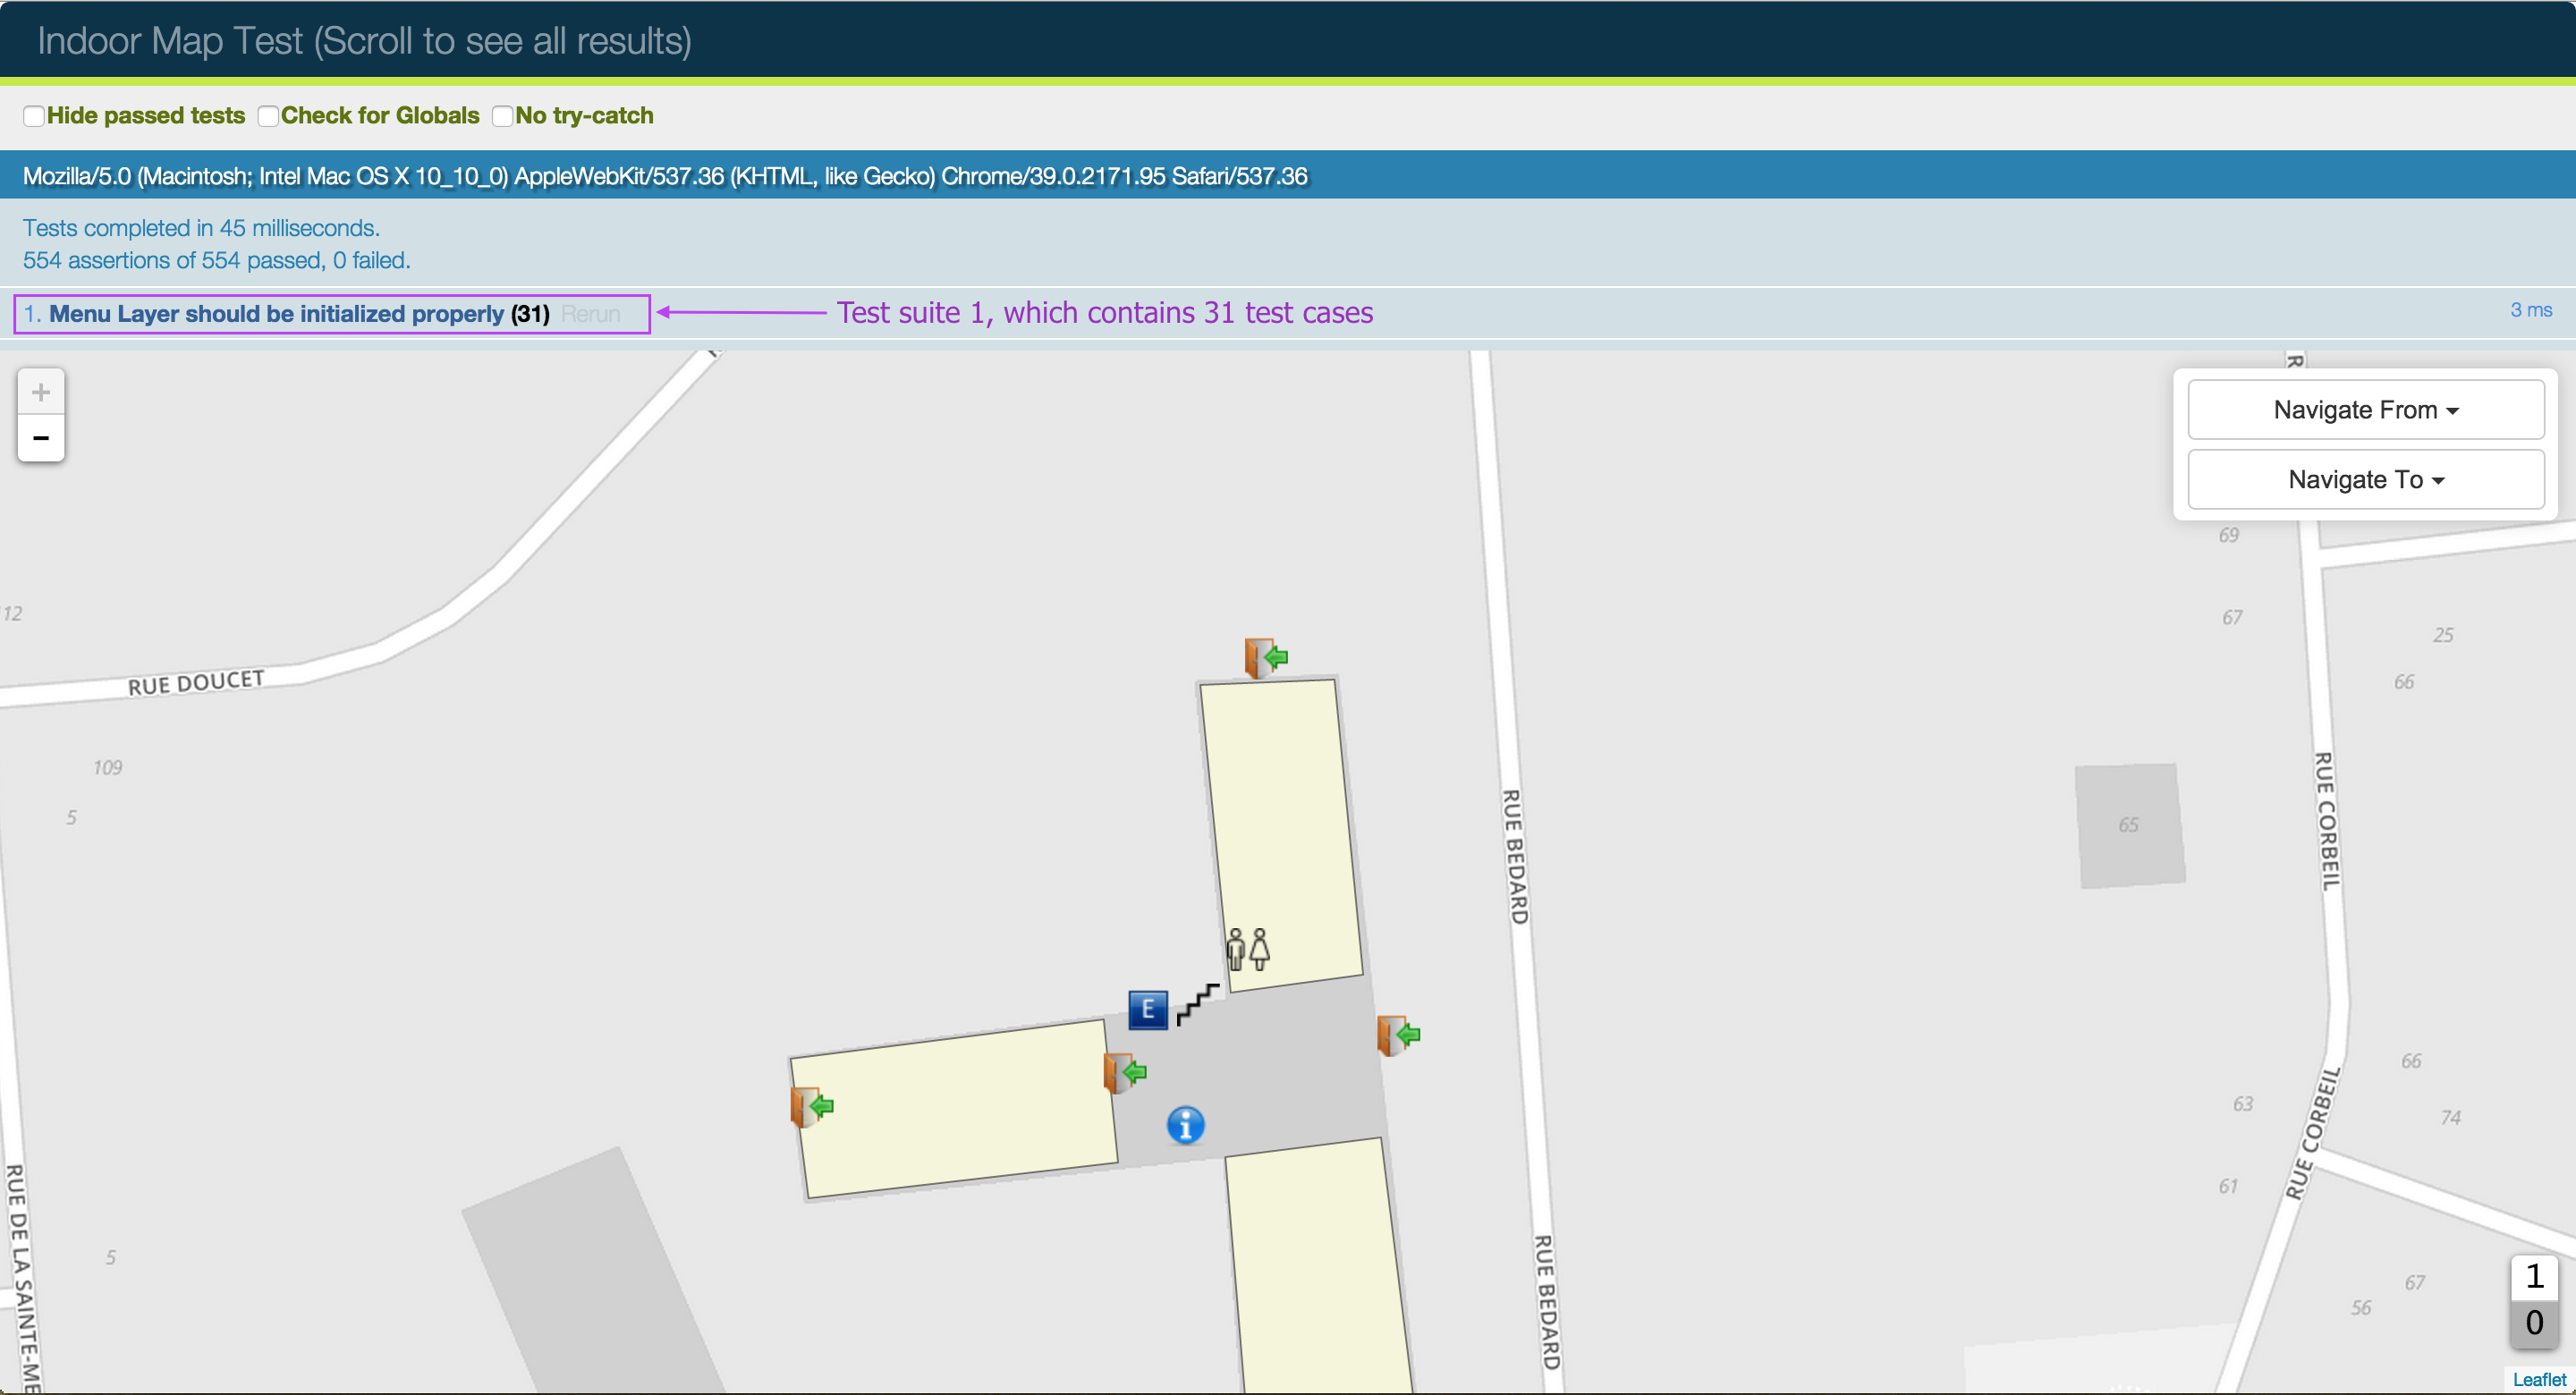 Indoor Map Test (Scroll to see all results)
Hide passed tests Check for Globals No try-catch
Mozilla/5.0 (Macintosh; Intel Mac OS X 10_10_0) AppleWebKit/537.36 (KHTML, like Gecko) Chrome/39.0.2171.95 Safari/537.36
Tests completed in 45 milliseconds.
554 assertions of 554 passed, 0 failed.
1. Menu Layer should be initialized properly (31) Rerun
Test suite 1, which contains 31 test cases
3 ms
+
−
R
Navigate From
Navigate To
69
12
67
25
RUE DOUCET
66
109
5
65
RUE BEDARD
RUE CORBEIL
E
i
66
63
74
RUE CORBEIL
61
RUE DE LA SAINTE-ME
5
RUE BEDARD
67
56
1
0
Leaflet